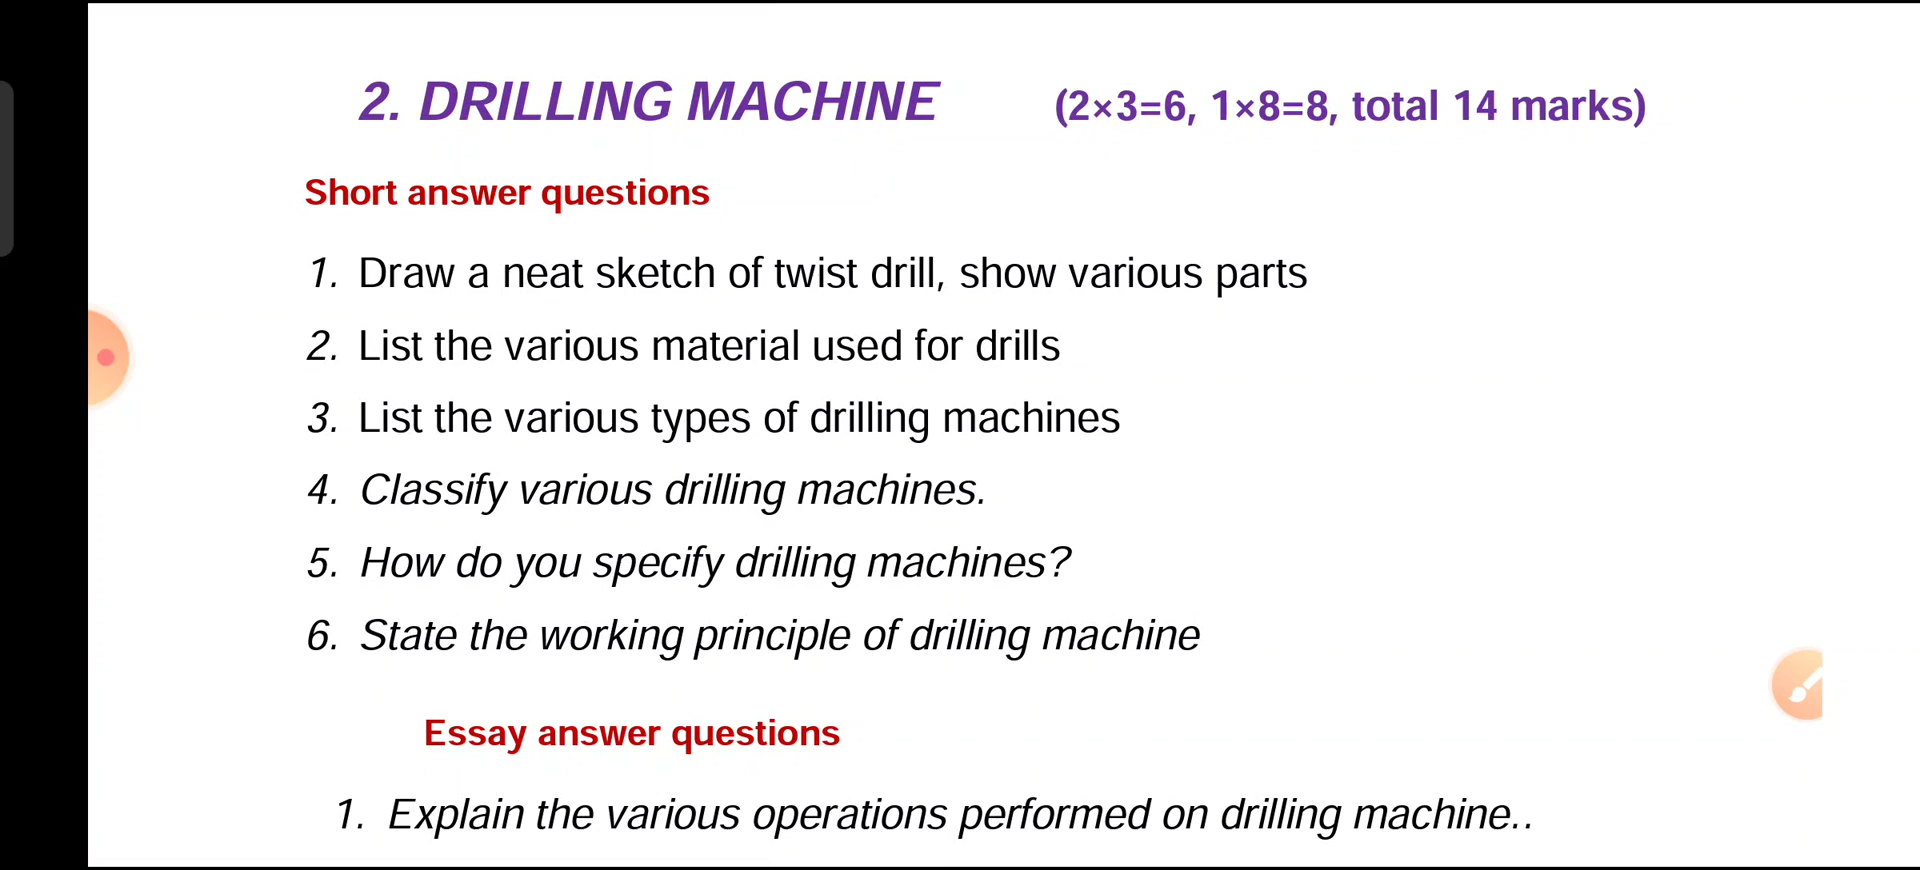 2. DRILLING MACHINE (2×3=6, 1×8=8, total 14 marks)
Short answer questions
1. Draw a neat sketch of twist drill, show various parts
2. List the various material used for drills
3. List the various types of drilling machines
4. Classify various drilling machines.
5. How do you specify drilling machines?
6. State the working principle of drilling machine
Essay answer questions
1. Explain the various operations performed on drilling machine..